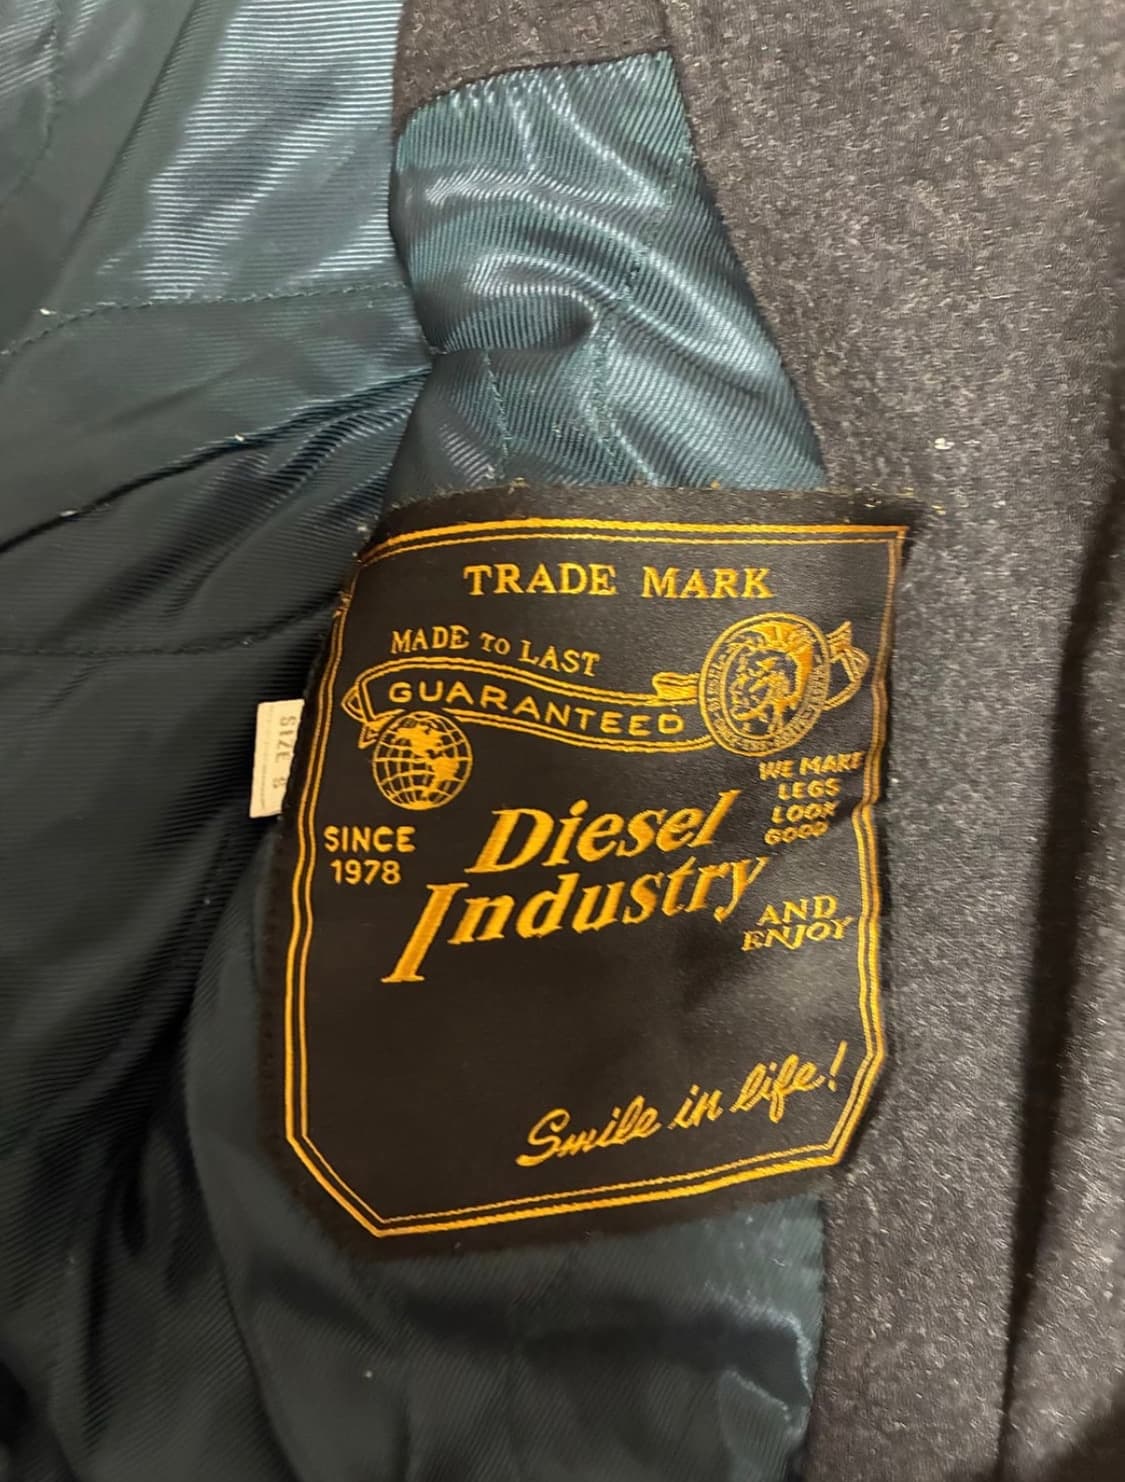 TRADE MARK
MADE To LAST
GUARANTEED
WE MAKE
LEGS
LOOK
GOOD
SINCE
1978
Diesel
Industry
AND
ENJOY
Smile in life!
SIZE